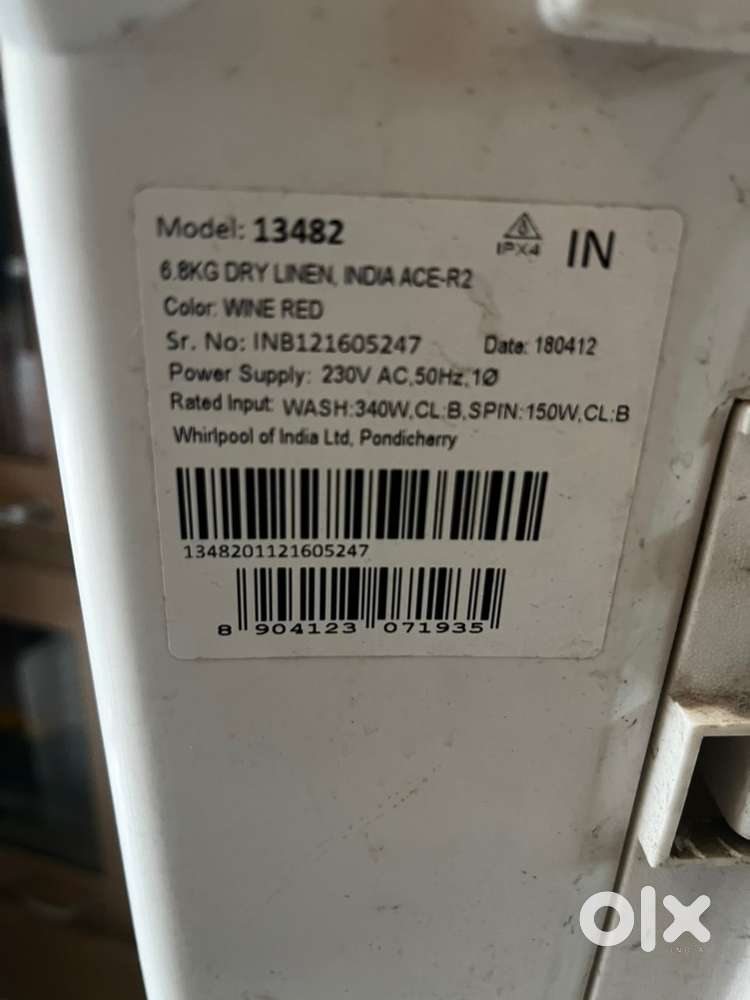 Model: 13482
IPX4
IN
6.8KG DRY LINEN, INDIA ACE-R2
Color: WINE RED
Sr. No: INB121605247 Date: 180412
Power Supply: 230V AC,50Hz,1Ø
Rated Input: WASH:340W,CL:B,SPIN:150W,CL:B
Whirlpool of India Ltd, Pondicherry
1348201121605247
8 904123 071935
olx
INDIA